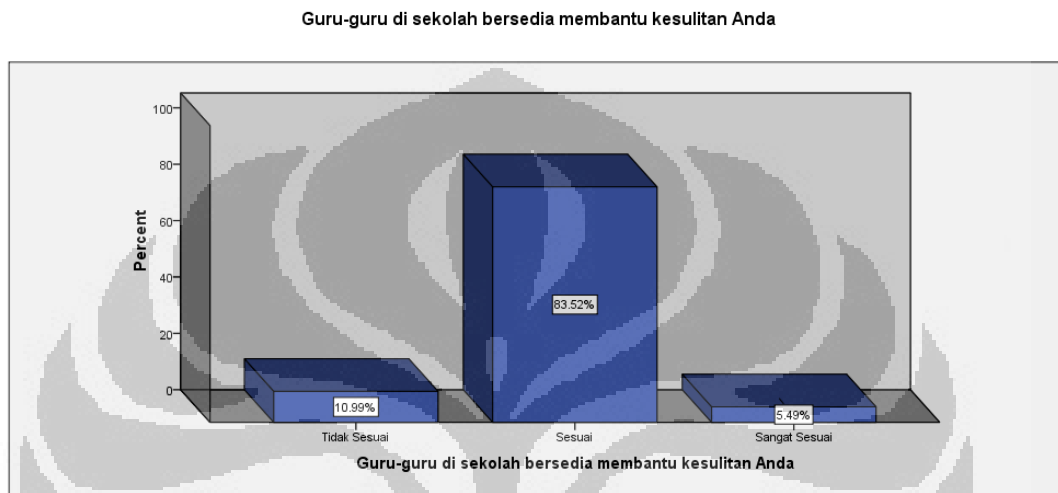 Guru-guru di sekolah bersedia membantu kesulitan Anda
100
80
60
40
20
0
Percent
10.99%
83.52%
5.49%
Tidak Sesuai
Sesuai
Sangat Sesuai
Guru-guru di sekolah bersedia membantu kesulitan Anda